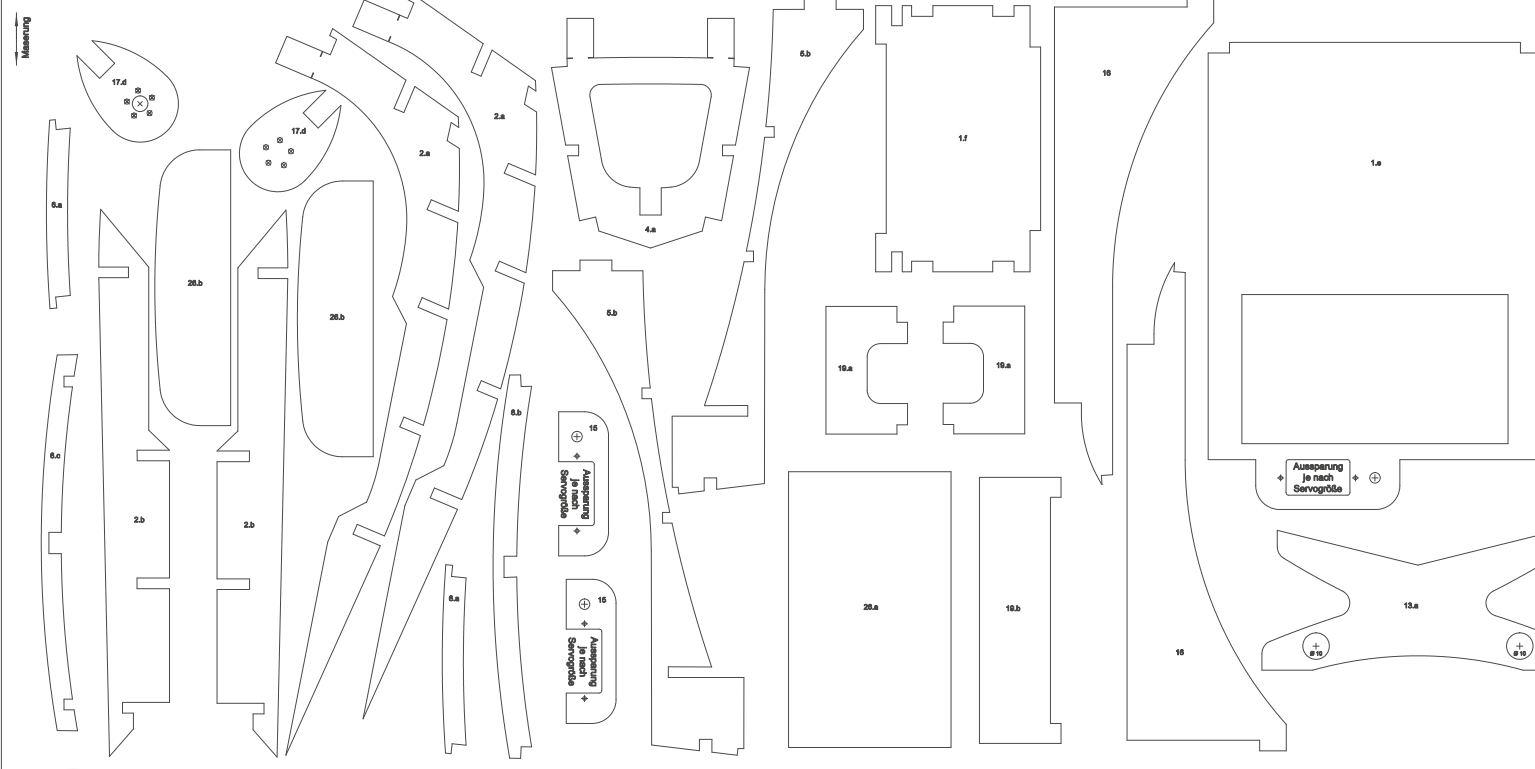 Maserung
17.d
5.b
16
2.a
17.d
1.f
2.a
1.e
6.a
4.a
26.b
5.b
26.b
19.a
19.a
6.b
15
6.c
Aussparung
je nach
Servogröße
Aussparung
je nach
Servogröße
2.b
2.b
6.a
15
26.a
19.b
13.a
Aussparung
je nach
Servogröße
16
Ø 10
Ø 10